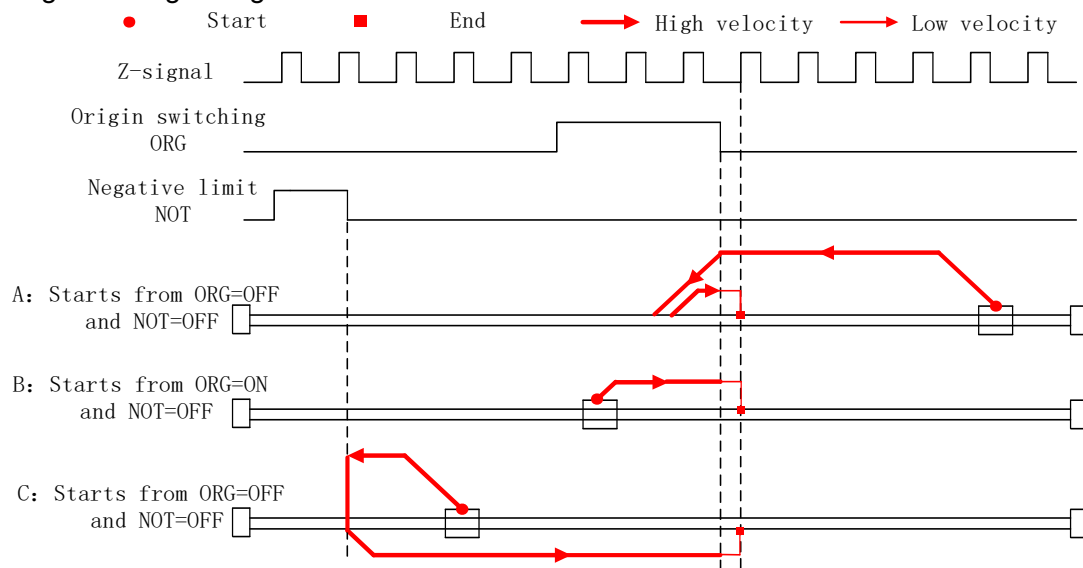 Start End High velocity Low velocity
Z-signal
Origin switching
ORG
Negative limit
NOT
A: Starts from ORG=OFF
and NOT=OFF
B: Starts from ORG=ON
and NOT=OFF
C: Starts from ORG=OFF
and NOT=OFF